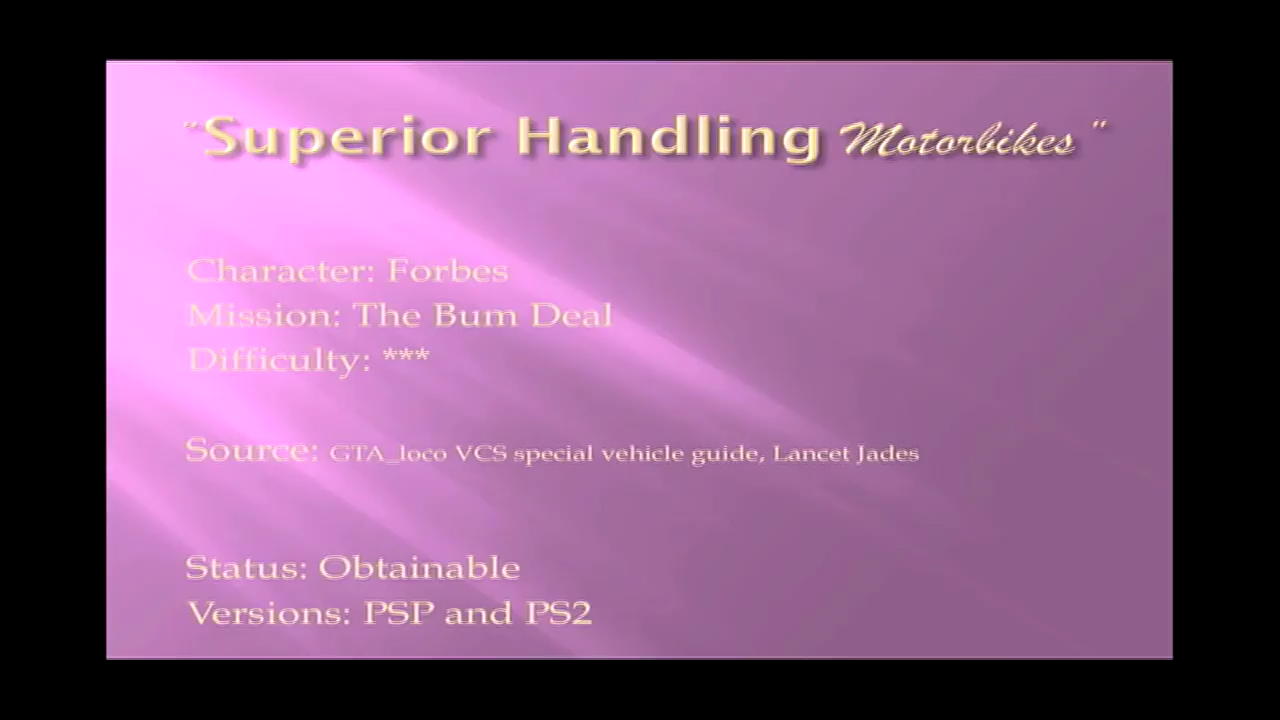 "Superior Handling Motorbikes "
Character: Forbes
Mission: The Bum Deal
Difficulty: ***
Source: GTA_loco VCS special vehicle guide, Lancet Jades
Status: Obtainable
Versions: PSP and PS2